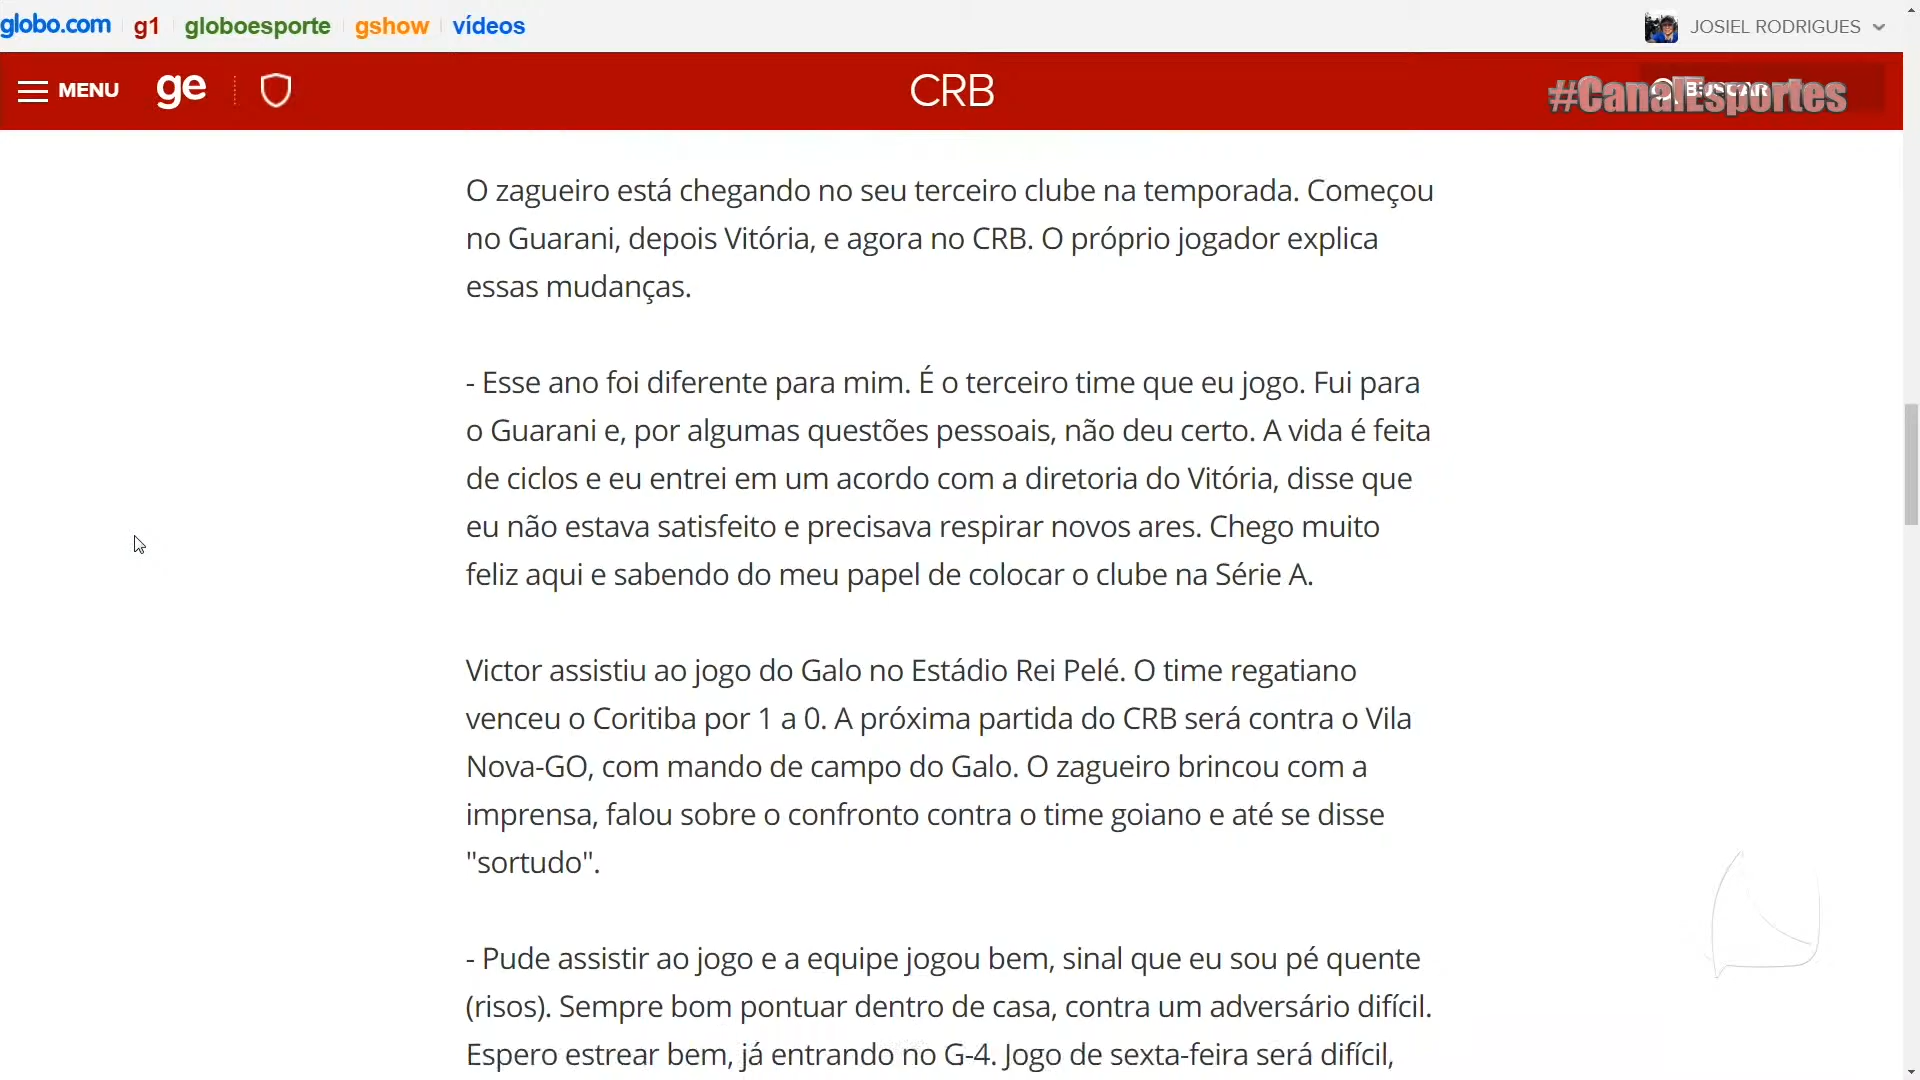 globo.com g1 globoesporte gshow vídeos JOSIEL RODRIGUES
MENU ge CRB BUSCAR
#CanalEsportes
O zagueiro está chegando no seu terceiro clube na temporada. Começou
no Guarani, depois Vitória, e agora no CRB. O próprio jogador explica
essas mudanças.
- Esse ano foi diferente para mim. É o terceiro time que eu jogo. Fui para
o Guarani e, por algumas questões pessoais, não deu certo. A vida é feita
de ciclos e eu entrei em um acordo com a diretoria do Vitória, disse que
eu não estava satisfeito e precisava respirar novos ares. Chego muito
feliz aqui e sabendo do meu papel de colocar o clube na Série A.
Victor assistiu ao jogo do Galo no Estádio Rei Pelé. O time regatiano
venceu o Coritiba por 1 a 0. A próxima partida do CRB será contra o Vila
Nova-GO, com mando de campo do Galo. O zagueiro brincou com a
imprensa, falou sobre o confronto contra o time goiano e até se disse
"sortudo".
- Pude assistir ao jogo e a equipe jogou bem, sinal que eu sou pé quente
(risos). Sempre bom pontuar dentro de casa, contra um adversário difícil.
Espero estrear bem, já entrando no G-4. Jogo de sexta-feira será difícil,